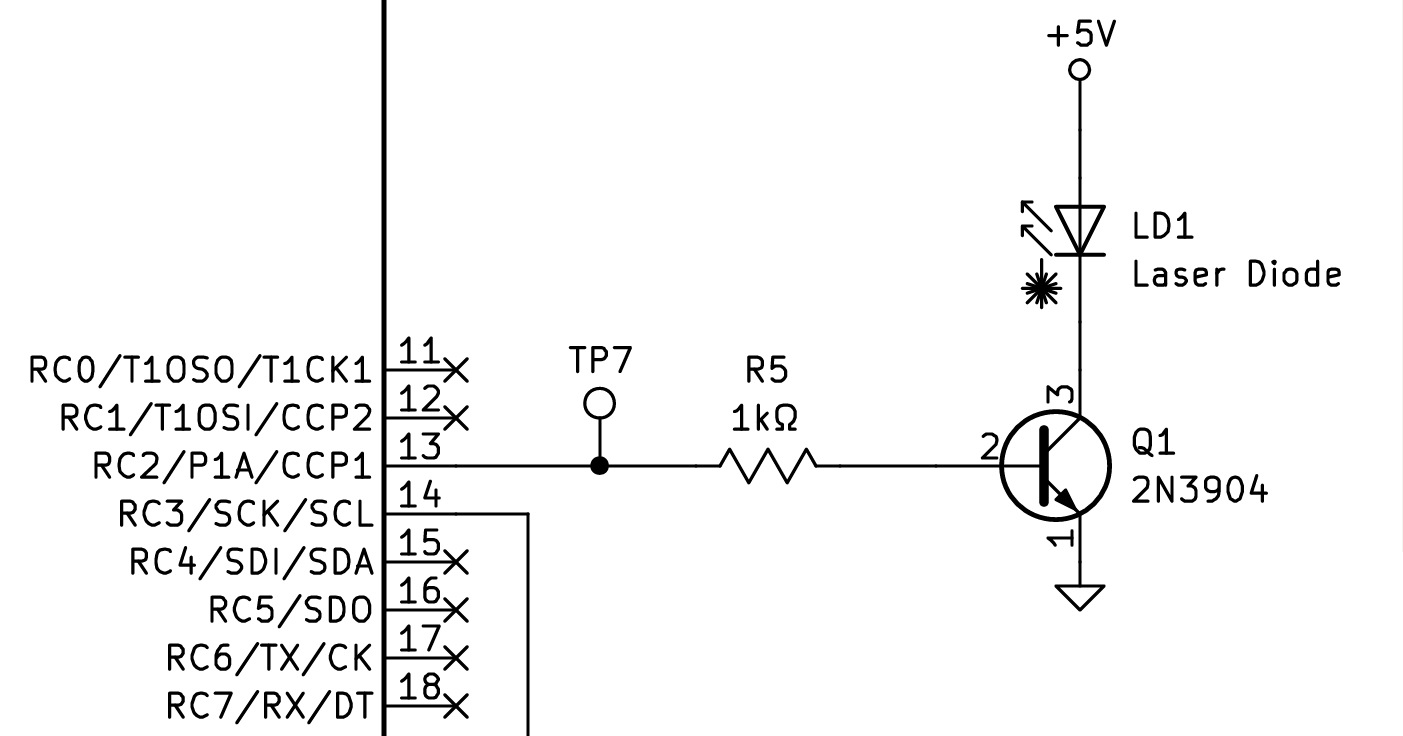 +5V
LD1
Laser Diode
RC0/T1OSO/T1CK1
11
TP7
R5
3
RC1/T1OSI/CCP2
12
1kΩ
RC2/P1A/CCP1
13
2
Q1
2N3904
RC3/SCK/SCL
14
RC4/SDI/SDA
15
1
RC5/SDO
16
RC6/TX/CK
17
RC7/RX/DT
18